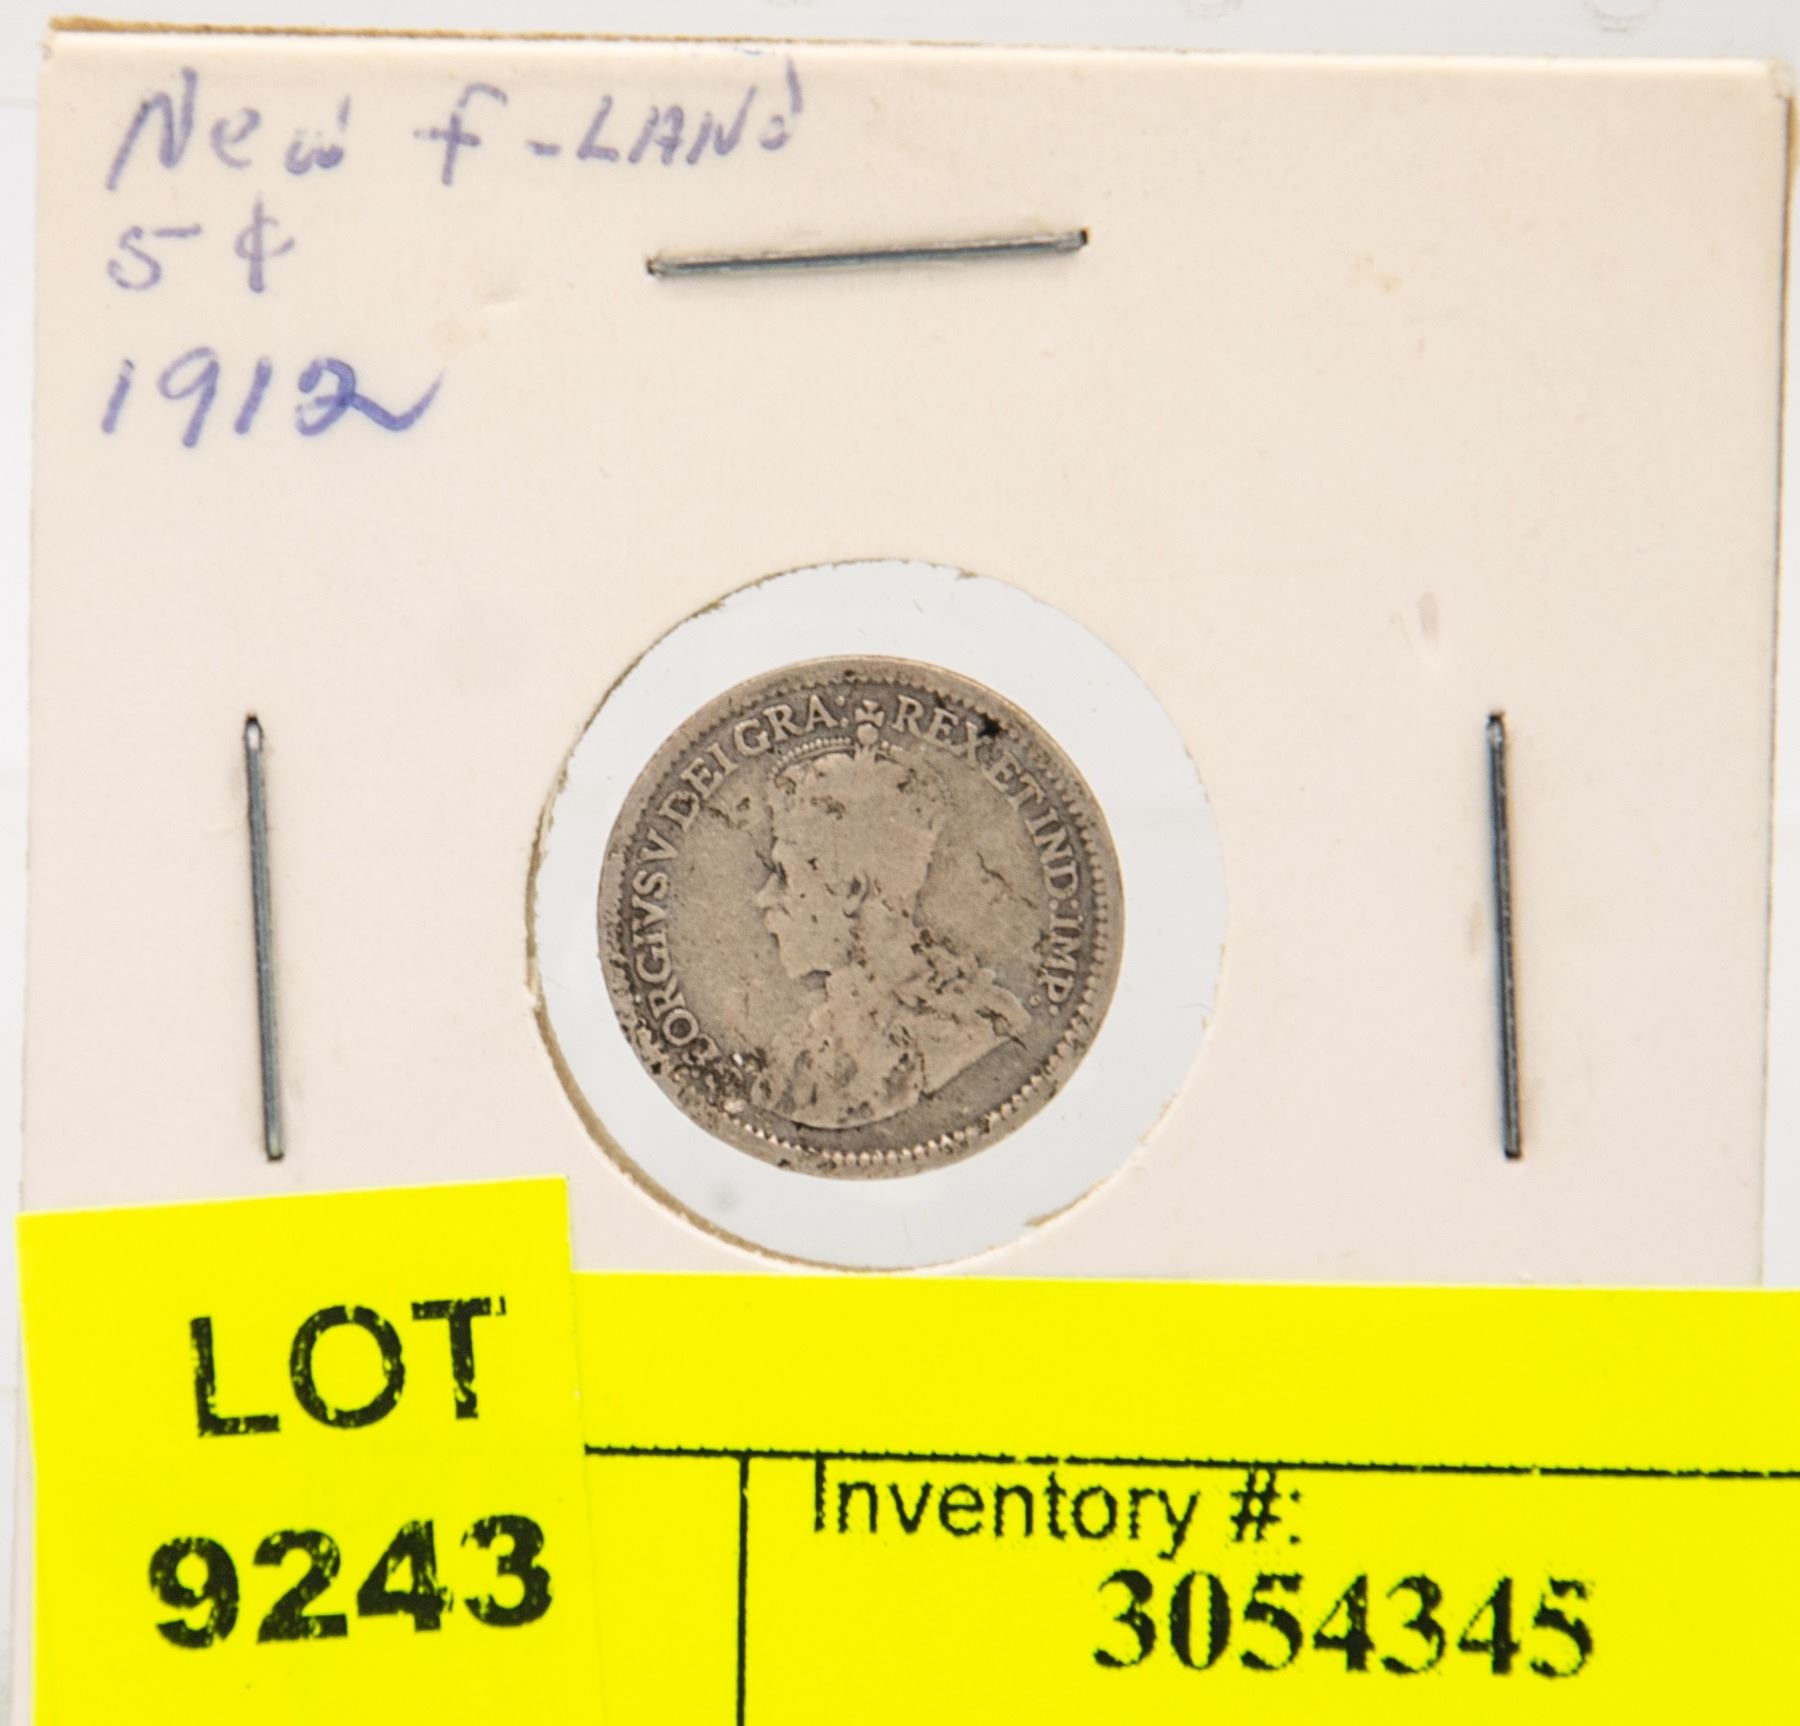 New f-LANd
5¢
1912
GEORGIVS V DEI GRA: REX ET IND: IMP.
LOT
9243
Inventory #:
3054345